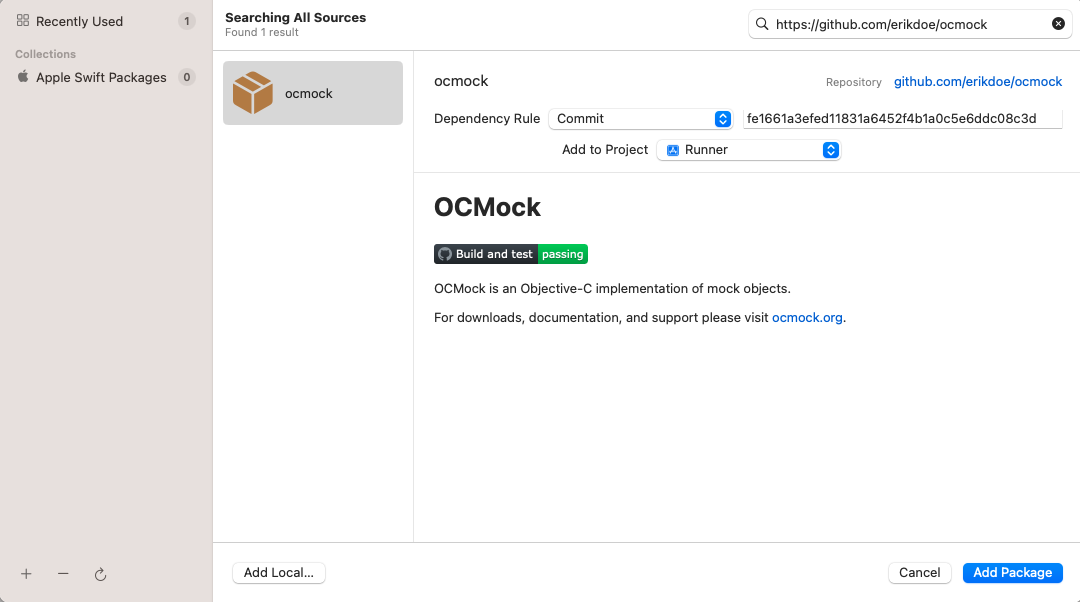 Recently Used 1
Collections
Apple Swift Packages 0
Searching All Sources
Found 1 result
https://github.com/erikdoe/ocmock
ocmock
ocmock
Repository github.com/erikdoe/ocmock
Dependency Rule Commit fe1661a3efed11831a6452f4b1a0c5e6ddc08c3d
Add to Project Runner
OCMock
Build and test passing
OCMock is an Objective-C implementation of mock objects.
For downloads, documentation, and support please visit ocmock.org.
Add Local...
Cancel
Add Package